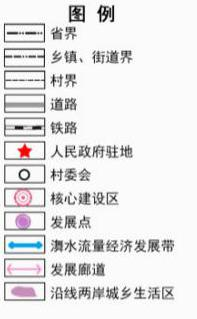 图 例
省界
乡镇、街道界
村界
道路
铁路
人民政府驻地
村委会
核心建设区
发展点
潖水流量经济发展带
发展廊道
沿线两岸城乡生活区